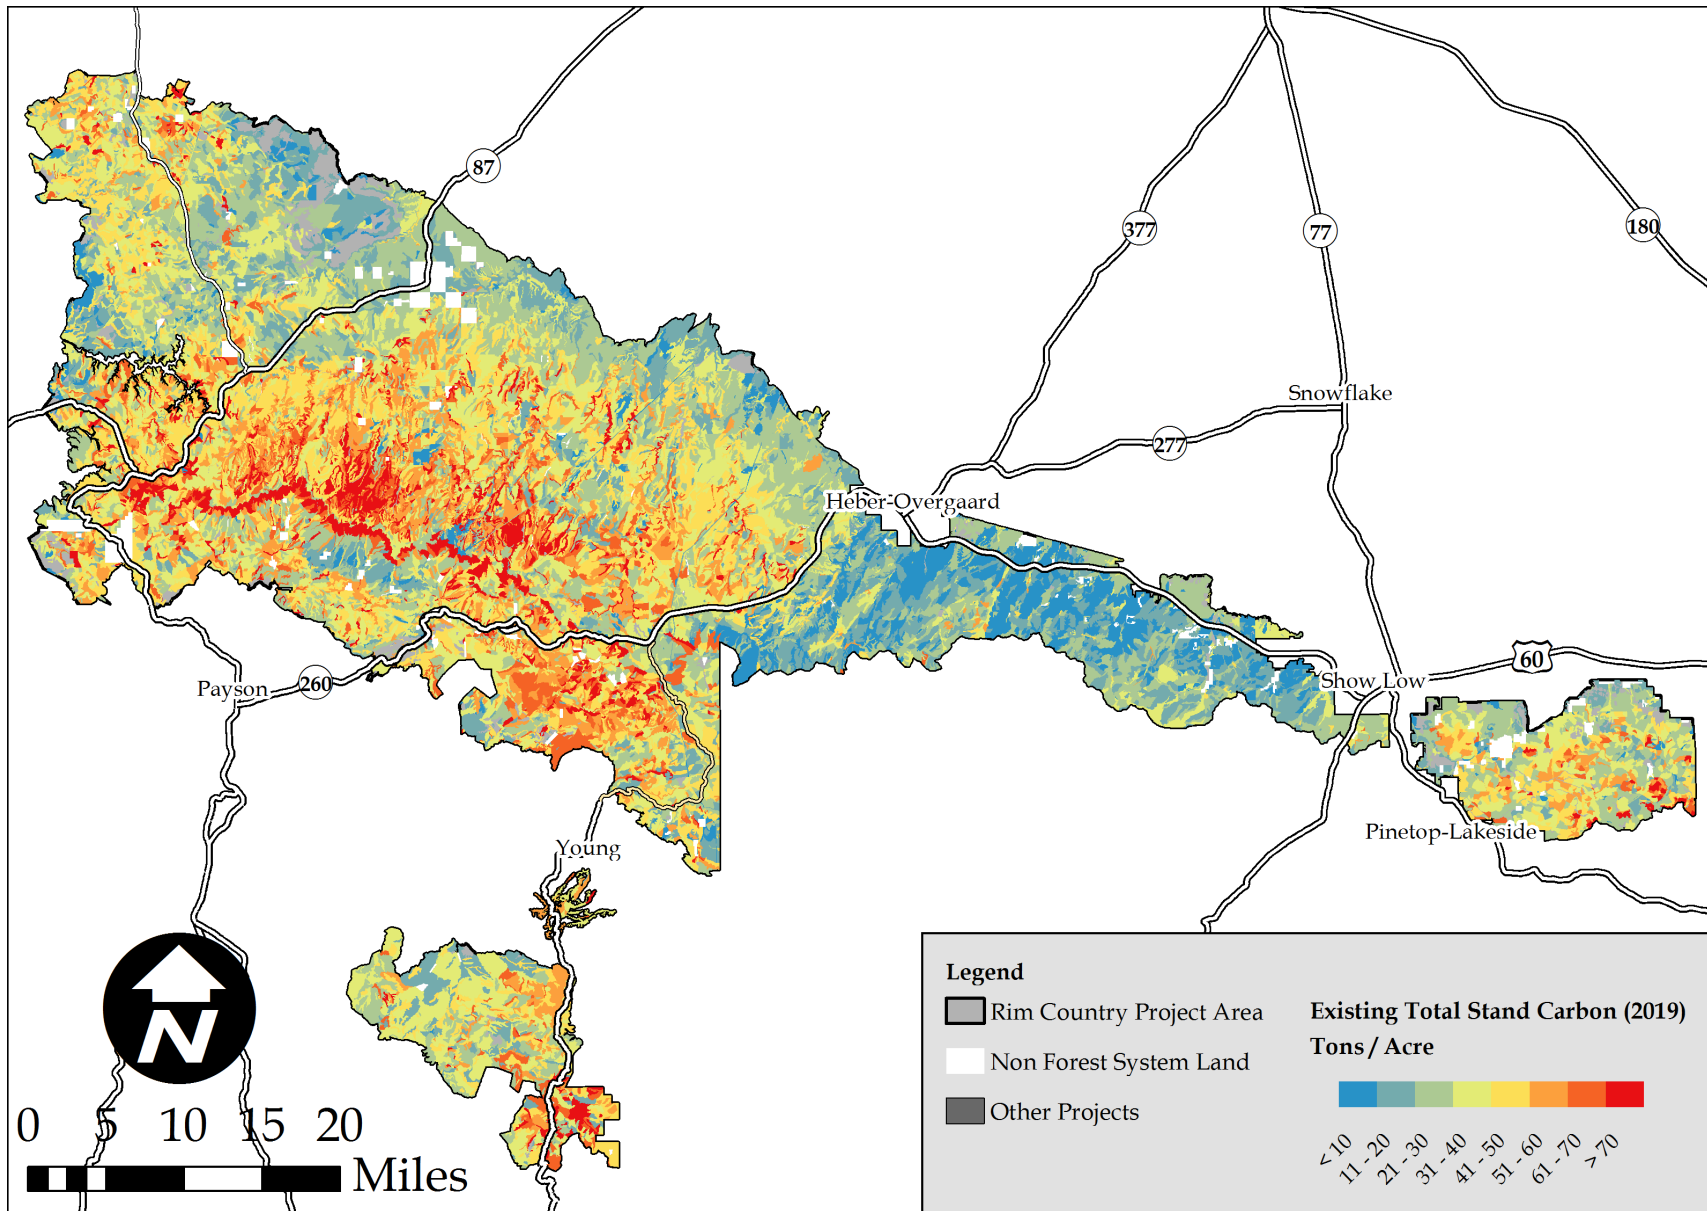 87
377
77
180
Snowflake
277
Heber-Overgaard
60
Show Low
Payson
260
Pinetop-Lakeside
Young
N
0 5 10 15 20
Miles
Legend
Rim Country Project Area
Non Forest System Land
Other Projects
Existing Total Stand Carbon (2019)
Tons / Acre
< 10
11 - 20
21 - 30
31 - 40
41 - 50
51 - 60
61 - 70
> 70